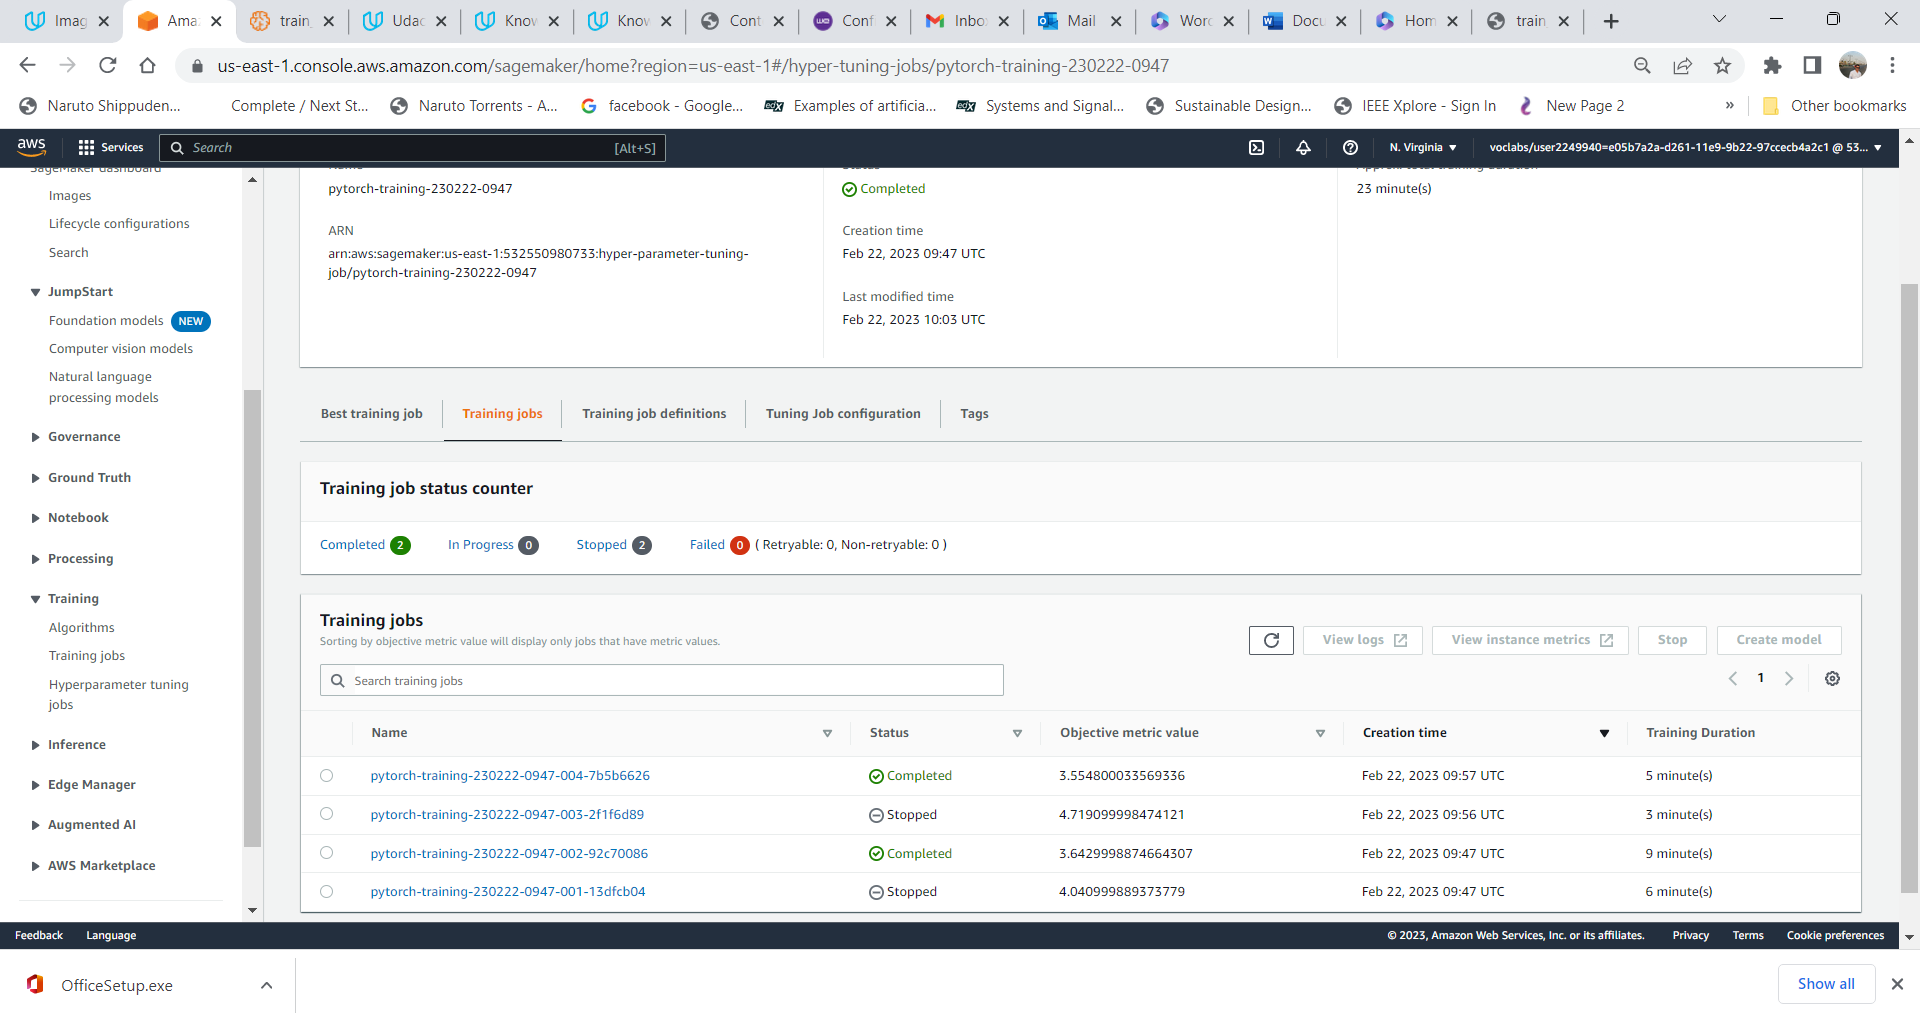 Imag
Ama
train
Udac
Know
Know
Cont
Conf
Inbo
Mail
Word
Docu
Hom
train
us-east-1.console.aws.amazon.com/sagemaker/home?region=us-east-1#/hyper-tuning-jobs/pytorch-training-230222-0947
Naruto Shippuden...
Complete / Next St...
Naruto Torrents - A...
facebook - Google...
edX Examples of artificia...
edX Systems and Signal...
Sustainable Design...
IEEE Xplore - Sign In
New Page 2
»
Other bookmarks
aws
Services
Search
[Alt+S]
N. Virginia
voclabs/user2249940=e05b7a2a-d261-11e9-9b22-97ccecb4a2c1 @ 53...
SageMaker dashboard
Images
Lifecycle configurations
Search
JumpStart
Foundation models NEW
Computer vision models
Natural language
processing models
Governance
Ground Truth
Notebook
Processing
Training
Algorithms
Training jobs
Hyperparameter tuning
jobs
Inference
Edge Manager
Augmented AI
AWS Marketplace
Name
pytorch-training-230222-0947
ARN
arn:aws:sagemaker:us-east-1:532550980733:hyper-parameter-tuning-
job/pytorch-training-230222-0947
Status
Completed
Creation time
Feb 22, 2023 09:47 UTC
Last modified time
Feb 22, 2023 10:03 UTC
Approx. total training duration
23 minute(s)
Best training job
Training jobs
Training job definitions
Tuning Job configuration
Tags
Training job status counter
Completed 2
In Progress 0
Stopped 2
Failed 0 ( Retryable: 0, Non-retryable: 0 )
Training jobs
Sorting by objective metric value will display only jobs that have metric values.
View logs
View instance metrics
Stop
Create model
Search training jobs
1
Name Status Objective metric value Creation time Training Duration
pytorch-training-230222-0947-004-7b5b6626 Completed 3.554800033569336 Feb 22, 2023 09:57 UTC 5 minute(s)
pytorch-training-230222-0947-003-2f1f6d89 Stopped 4.719099998474121 Feb 22, 2023 09:56 UTC 3 minute(s)
pytorch-training-230222-0947-002-92c70086 Completed 3.6429998874664307 Feb 22, 2023 09:47 UTC 9 minute(s)
pytorch-training-230222-0947-001-13dfcb04 Stopped 4.040999889373779 Feb 22, 2023 09:47 UTC 6 minute(s)
Feedback
Language
© 2023, Amazon Web Services, Inc. or its affiliates.
Privacy
Terms
Cookie preferences
OfficeSetup.exe
Show all